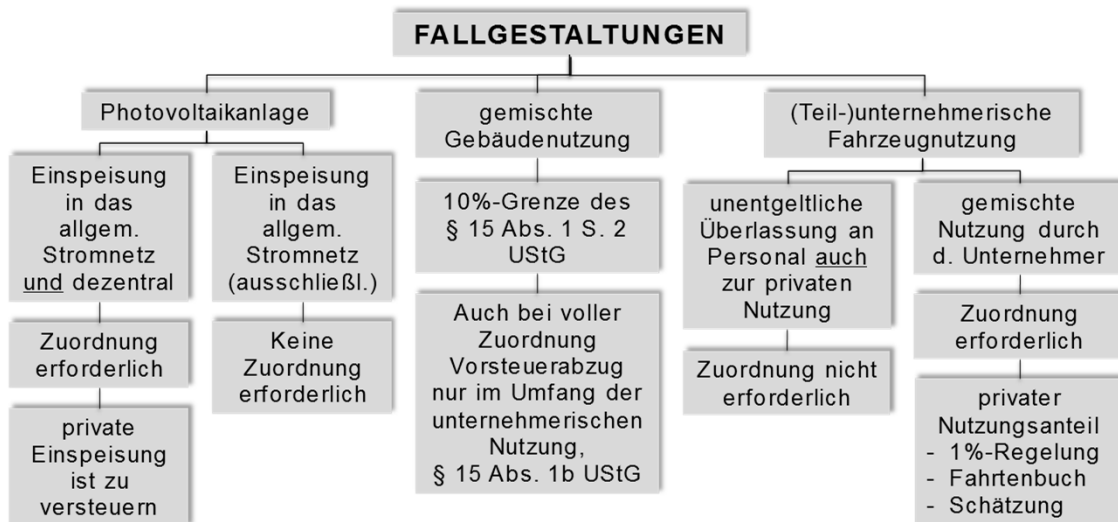 FALLGESTALTUNGEN
Photovoltaikanlage
Einspeisung
in das
allgem.
Stromnetz
und dezentral
Zuordnung
erforderlich
private
Einspeisung
ist zu
versteuern
Einspeisung
in das
allgem.
Stromnetz
(ausschließl.)
Keine
Zuordnung
erforderlich
gemischte
Gebäudenutzung
10%-Grenze des
§ 15 Abs. 1 S. 2
UStG
Auch bei voller
Zuordnung
Vorsteuerabzug
nur im Umfang der
unternehmerischen
Nutzung,
§ 15 Abs. 1b UStG
(Teil-)unternehmerische
Fahrzeugnutzung
unentgeltliche
Überlassung an
Personal auch
zur privaten
Nutzung
Zuordnung nicht
erforderlich
gemischte
Nutzung durch
d. Unternehmer
Zuordnung
erforderlich
privater
Nutzungsanteil
- 1%-Regelung
- Fahrtenbuch
- Schätzung